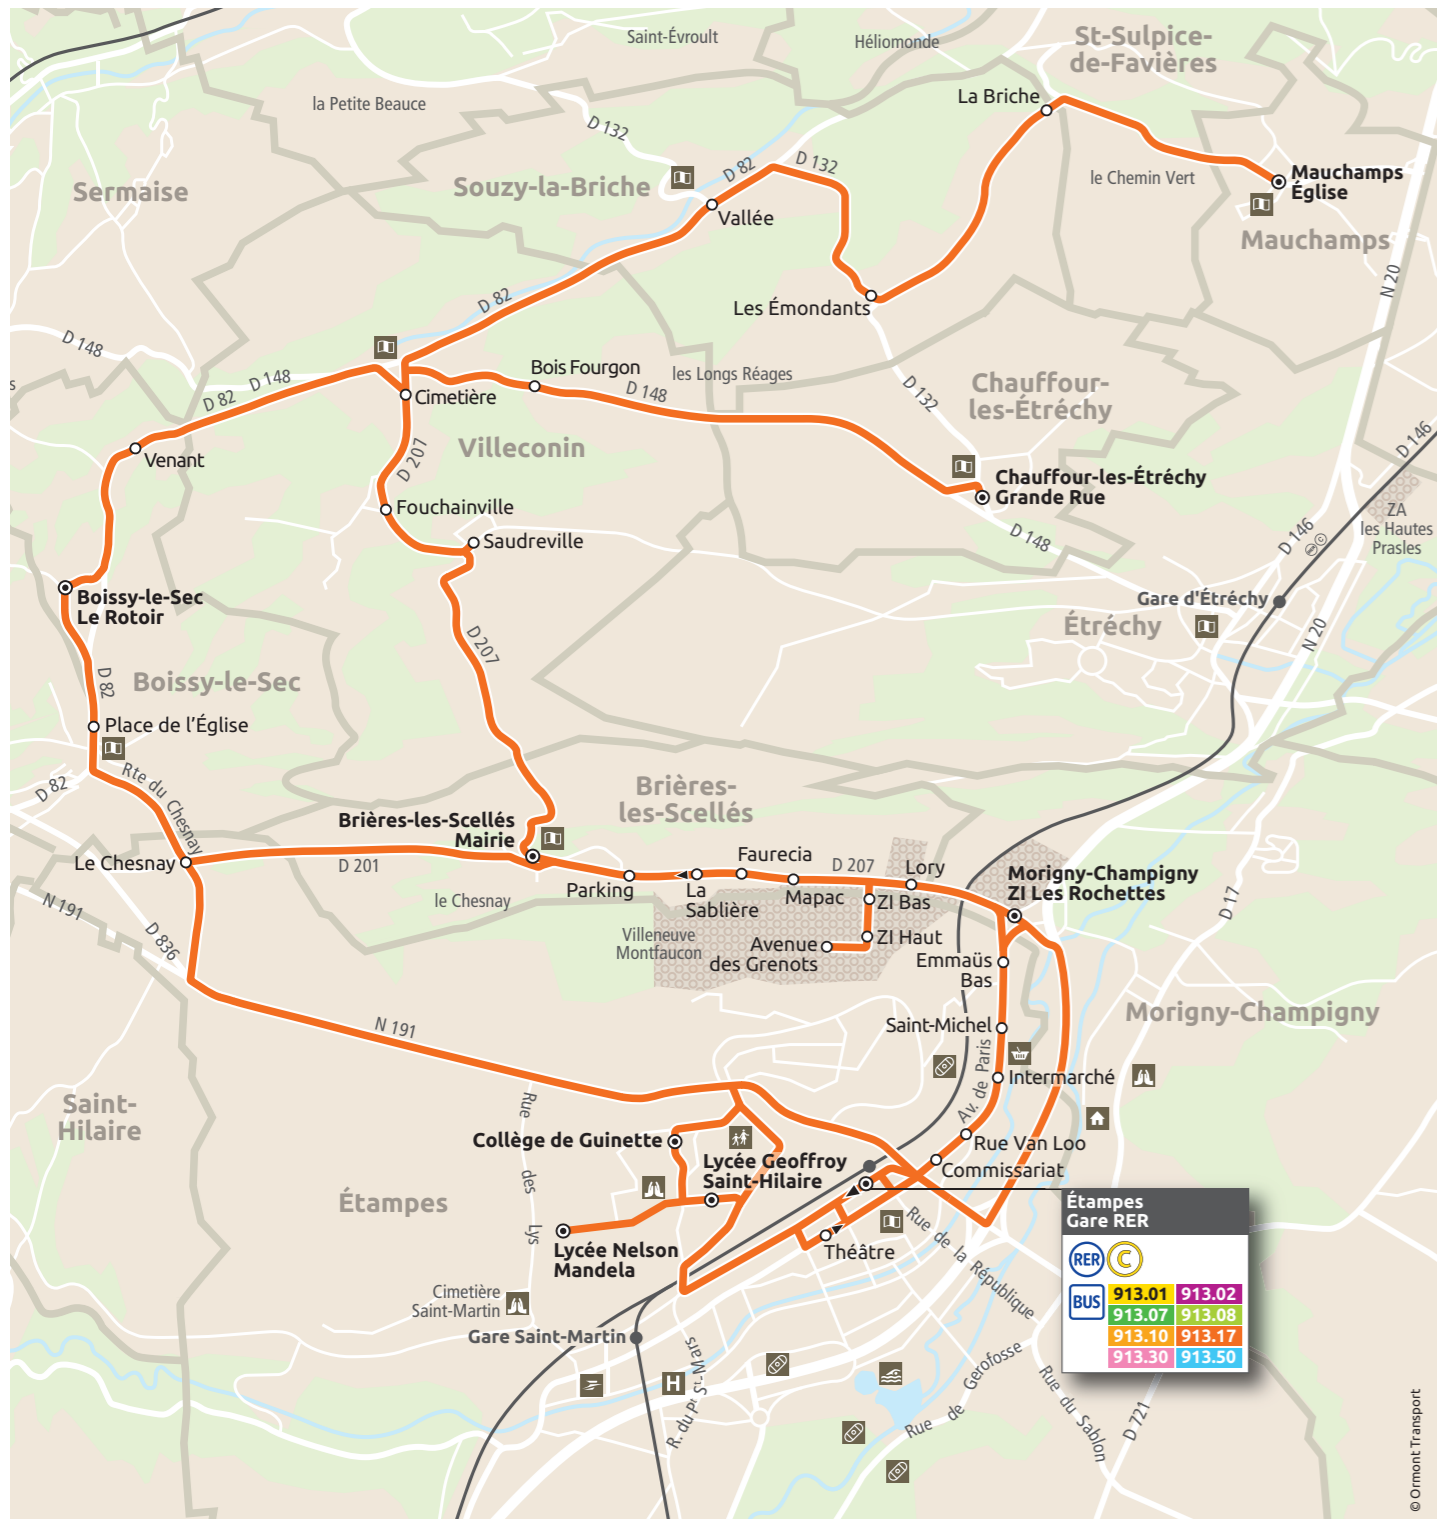 Saint-Évroult
Héliomonde
St-Sulpice-
de-Favières
la Petite Beauce
La Briche
D 132
D 82
D 132
Mauchamps
Église
le Chemin Vert
Sermaise
Souzy-la-Briche
Vallée
Mauchamps
N 20
D 82
Les Émondants
D 148
D 82
D 148
Bois Fourgon
les Longs Réages
D 148
D 132
Chauffour-
les-Étréchy
Cimetière
s
Villeconin
D 207
Venant
D 146
Chauffour-les-Étréchy
Grande Rue
Fouchainville
Saudreville
D 148
D 146
ZA
les Hautes
Prasles
Boissy-le-Sec
Le Rotoir
Gare d'Étréchy
Étréchy
N 20
D 207
D 82
Boissy-le-Sec
Place de l'Église
D 82
Rte du Chesnay
Brières-
les-Scellés
Brières-les-Scellés
Mairie
Le Chesnay
D 201
le Chesnay
Parking
La
Sablière
Faurecia
Mapac
D 207
Lory
ZI Bas
ZI Haut
Avenue
des Grenots
Villeneuve
Montfaucon
Morigny-Champigny
ZI Les Rochettes
D 17
N 191
D 836
Emmaüs
Bas
Saint-Michel
Morigny-Champigny
N 191
Av. de Paris
Intermarché
Saint-
Hilaire
Rue
des
Lys
Collège de Guinette
Rue Van Loo
Commissariat
Lycée Geoffroy
Saint-Hilaire
Étampes
Lycée Nelson
Mandela
Théâtre
Étampes
Gare RER
RER C
BUS
913.01 913.02
913.07 913.08
913.10 913.17
913.30 913.50
Rue de la République
Cimetière
Saint-Martin
Gare Saint-Martin
H
R. du Pt St-Mars
Rue de Gerofosse
Rue du Sablon
D 721
© Ormont Transport